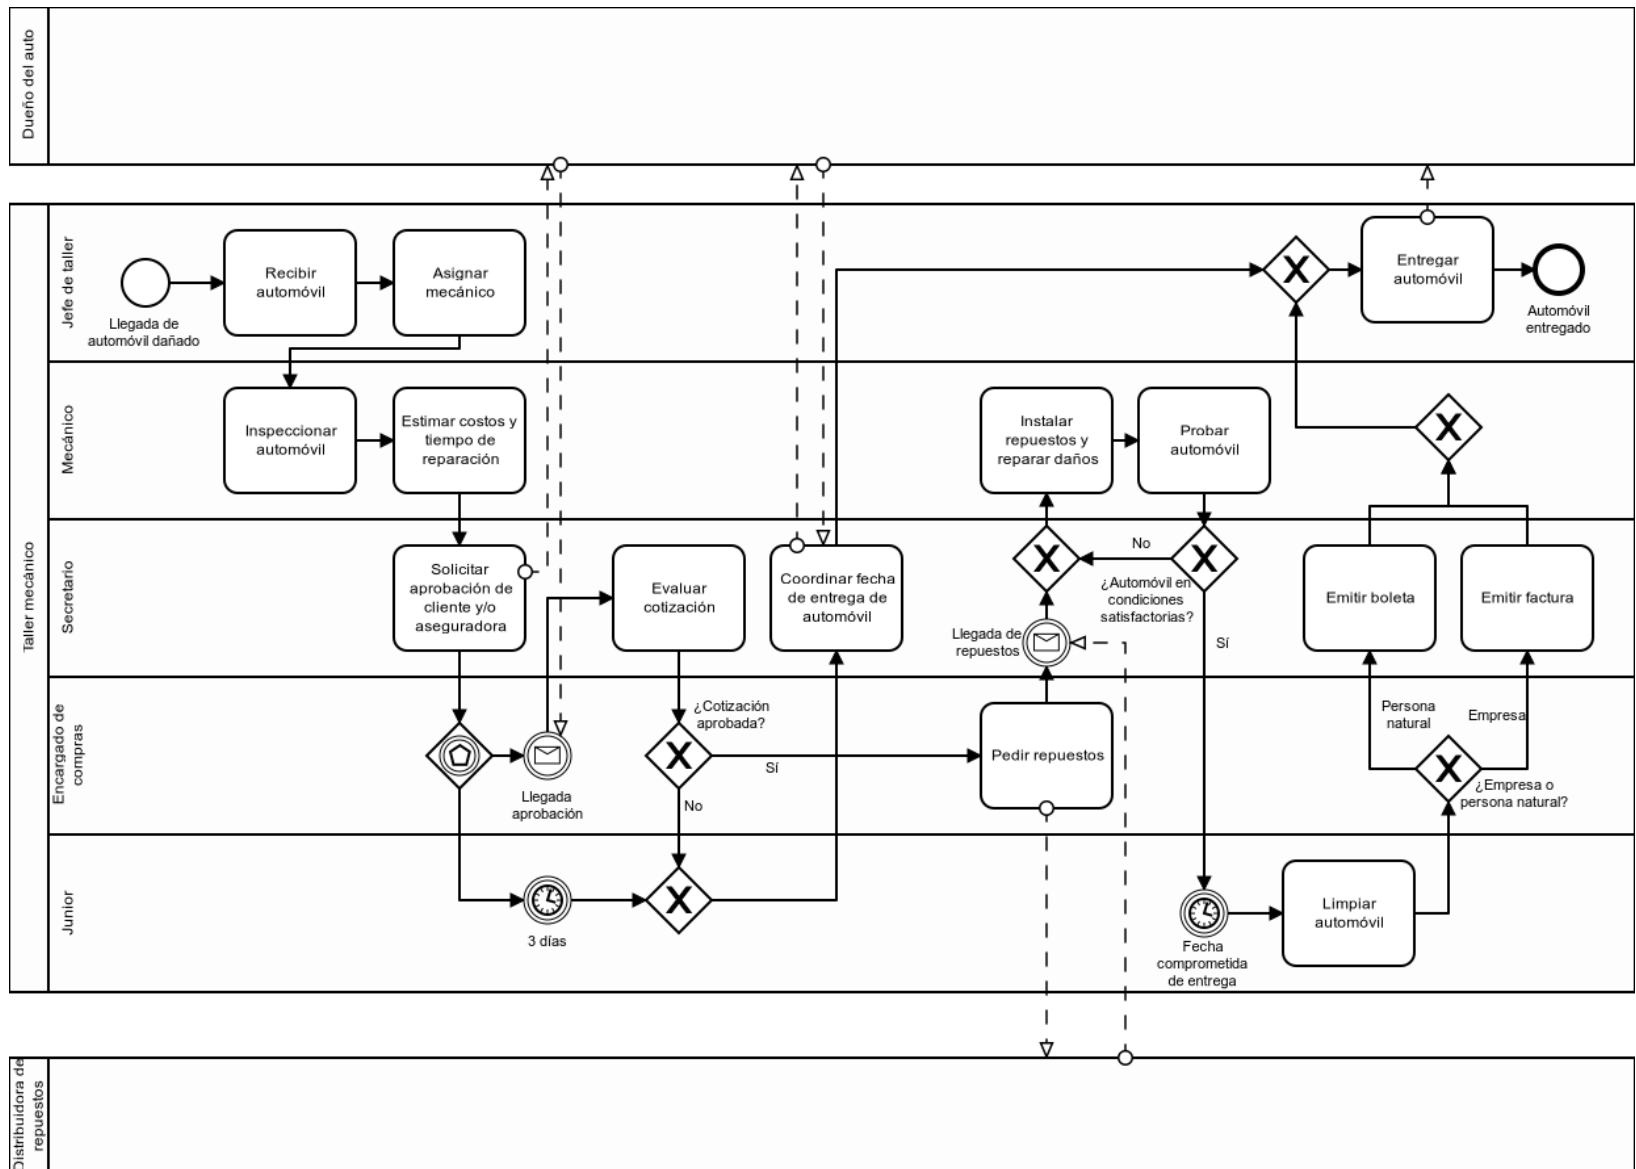 Dueño del auto
Taller mecánico
Jefe de taller
Llegada de
automóvil dañado
Recibir
automóvil
Asignar
mecánico
Entregar
automóvil
Automóvil
entregado
Mecánico
Inspeccionar
automóvil
Estimar costos y
tiempo de
reparación
Instalar
repuestos y
reparar daños
Probar
automóvil
Secretario
Solicitar
aprobación de
cliente y/o
aseguradora
Evaluar
cotización
Coordinar fecha
de entrega de
automóvil
Llegada de
repuestos
No
¿Automóvil en
condiciones
satisfactorias?
Sí
Emitir boleta
Emitir factura
Encargado de
compras
Llegada
aprobación
¿Cotización
aprobada?
Sí
No
Pedir repuestos
Persona
natural
Empresa
¿Empresa o
persona natural?
Junior
3 días
Fecha
comprometida
de entrega
Limpiar
automóvil
Distribuidora de
repuestos